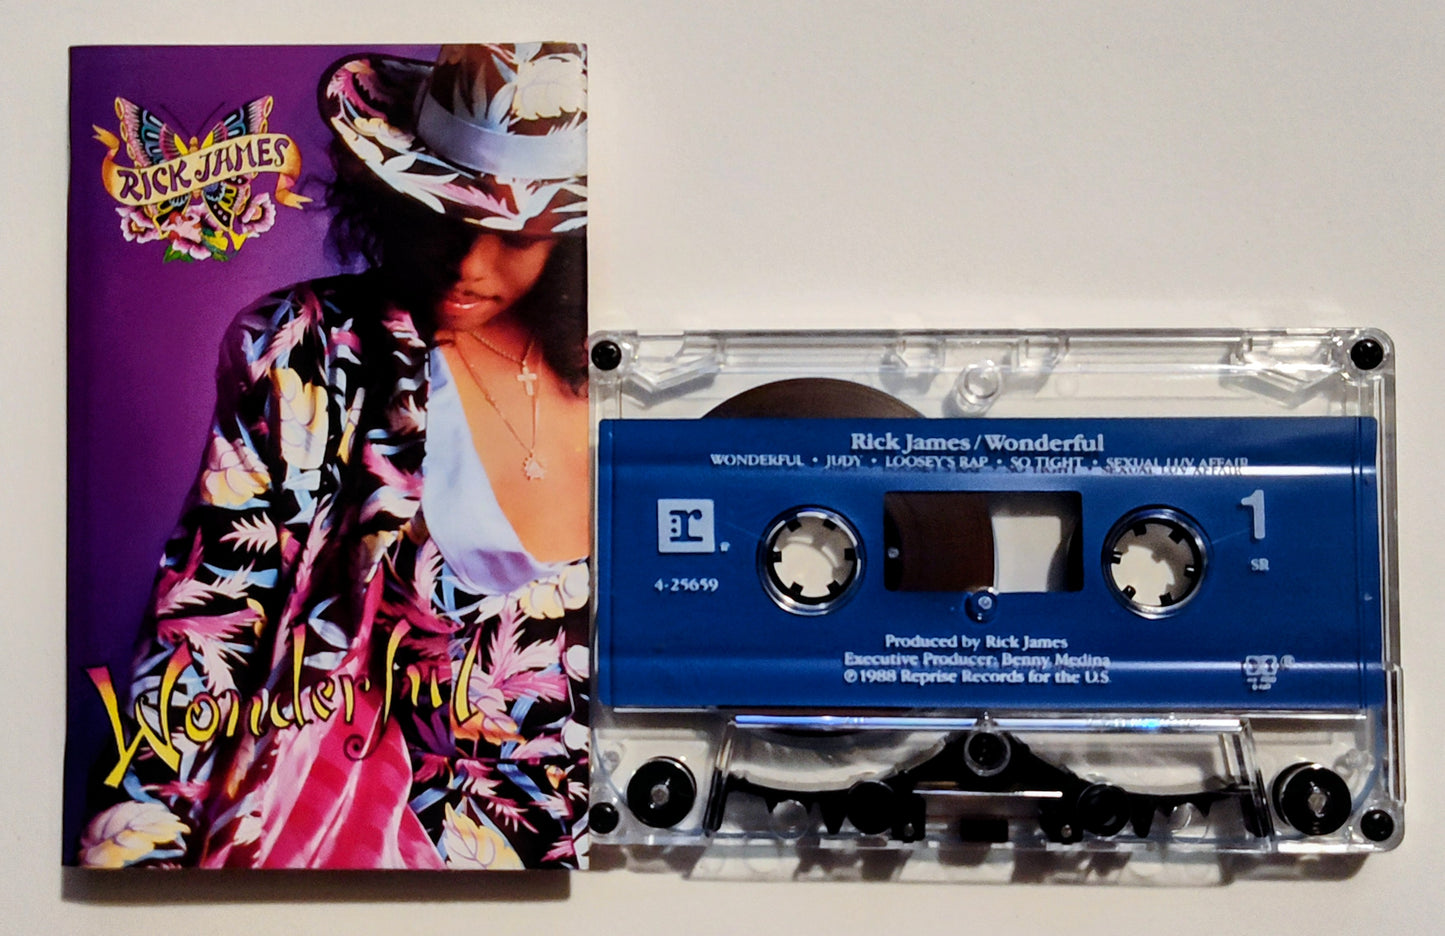 RICK JAMES
Wonderful
Rick James/Wonderful
WONDERFUL • JUDY • LOOSEY'S RAP • SO TIGHT • SEXUAL LUV AFFAIR
r
1
SR
4-25659
Produced by Rick James
Executive Producer: Benny Medina
℗1988 Reprise Records for the U.S.